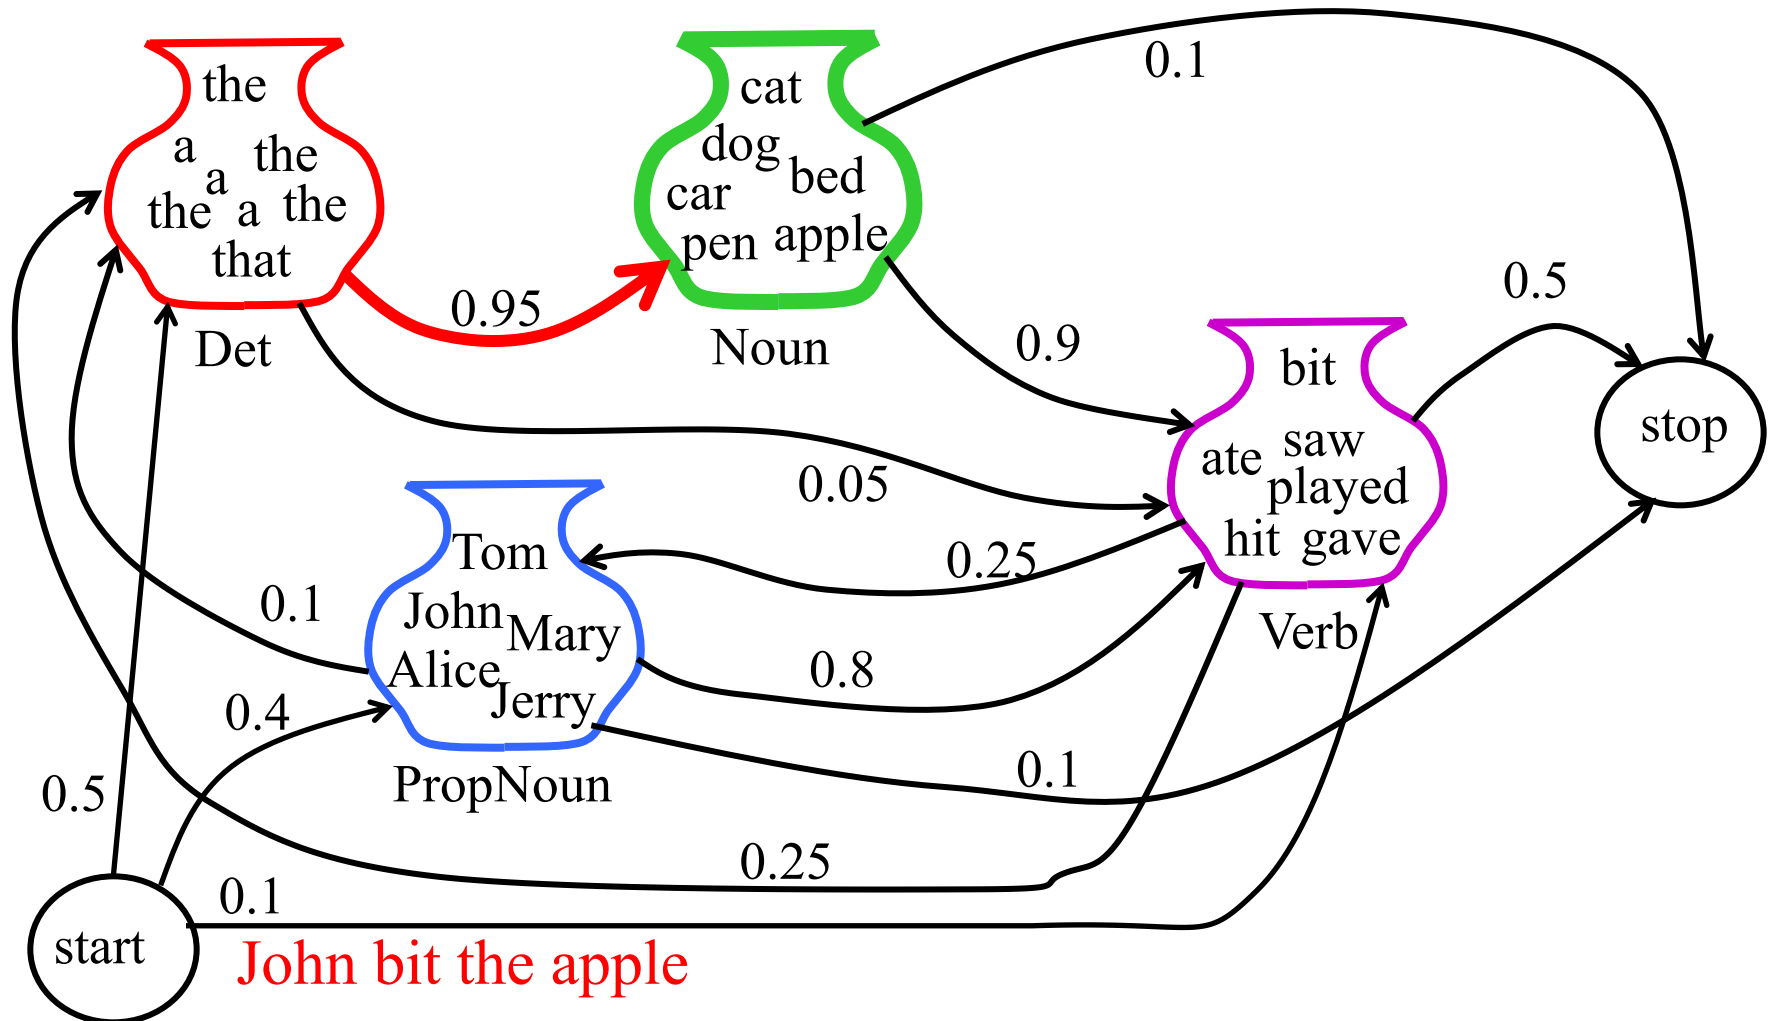 the
a
the
a
the
a
the
that
Det
0.95
cat
dog
bed
car
pen
apple
Noun
0.1
0.9
0.5
bit
saw
ate
played
hit
gave
Verb
stop
0.05
0.25
Tom
John
Mary
Alice
Jerry
PropNoun
0.1
0.8
0.4
0.5
0.1
0.25
0.1
start
John bit the apple